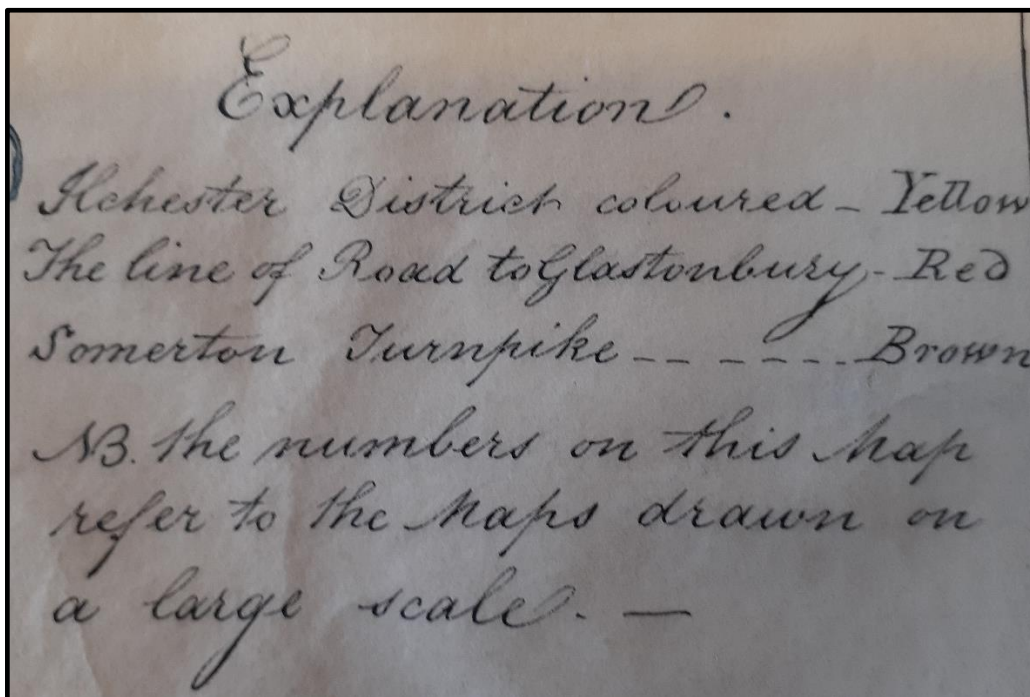 Explanation.
Ilchester District coloured - Yellow
The line of Road to Glastonbury - Red
Somerton Turnpike - - - - - - Brown
NB. the numbers on this Map
refer to the Maps drawn on
a large scale. —